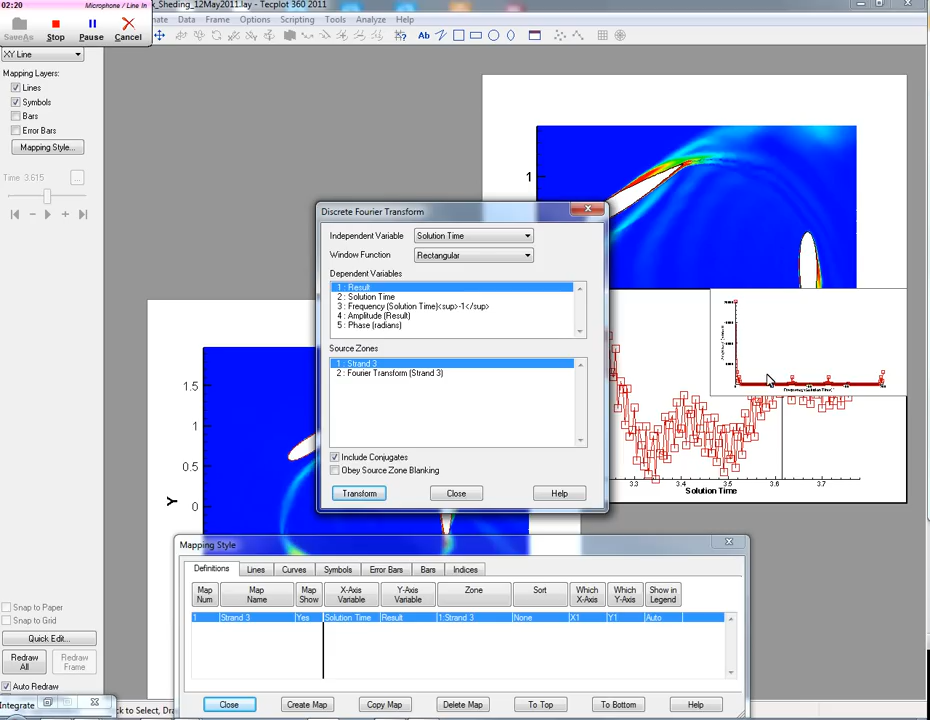 02:20 Microphone / Line In
k_Sheding_12May2011.lay - Tecplot 360 2011
SaveAs Stop Pause Cancel
Data Frame Options Scripting Tools Analyze Help
Ab
XY Line
Mapping Layers:
Lines
Symbols
Bars
Error Bars
Mapping Style...
Time 3.615 ...
1
Discrete Fourier Transform
Independent Variable Solution Time
Window Function Rectangular
Dependent Variables
1 : Result
2 : Solution Time
3 : Frequency (Solution Time)<sup>-1</sup>
4 : Amplitude (Result)
5 : Phase (radians)
Source Zones
1 : Strand 3
2 : Fourier Transform (Strand 3)
Include Conjugates
Obey Source Zone Blanking
Transform Close Help
1.5
0.5
0
Y
3.3 3.4 3.5 3.6 3.7
Solution Time
Mapping Style
Definitions Lines Curves Symbols Error Bars Bars Indices
Map Num Map Name Map Show X-Axis Variable Y-Axis Variable Zone Sort Which X-Axis Which Y-Axis Show in Legend
1 Strand 3 Yes Solution Time Result 1:Strand 3 None X1 Y1 Auto
Close Create Map Copy Map Delete Map To Top To Bottom Help
Snap to Paper
Snap to Grid
Quick Edit...
Redraw All Redraw Frame
Auto Redraw
Integrate
ck to Select, Dra